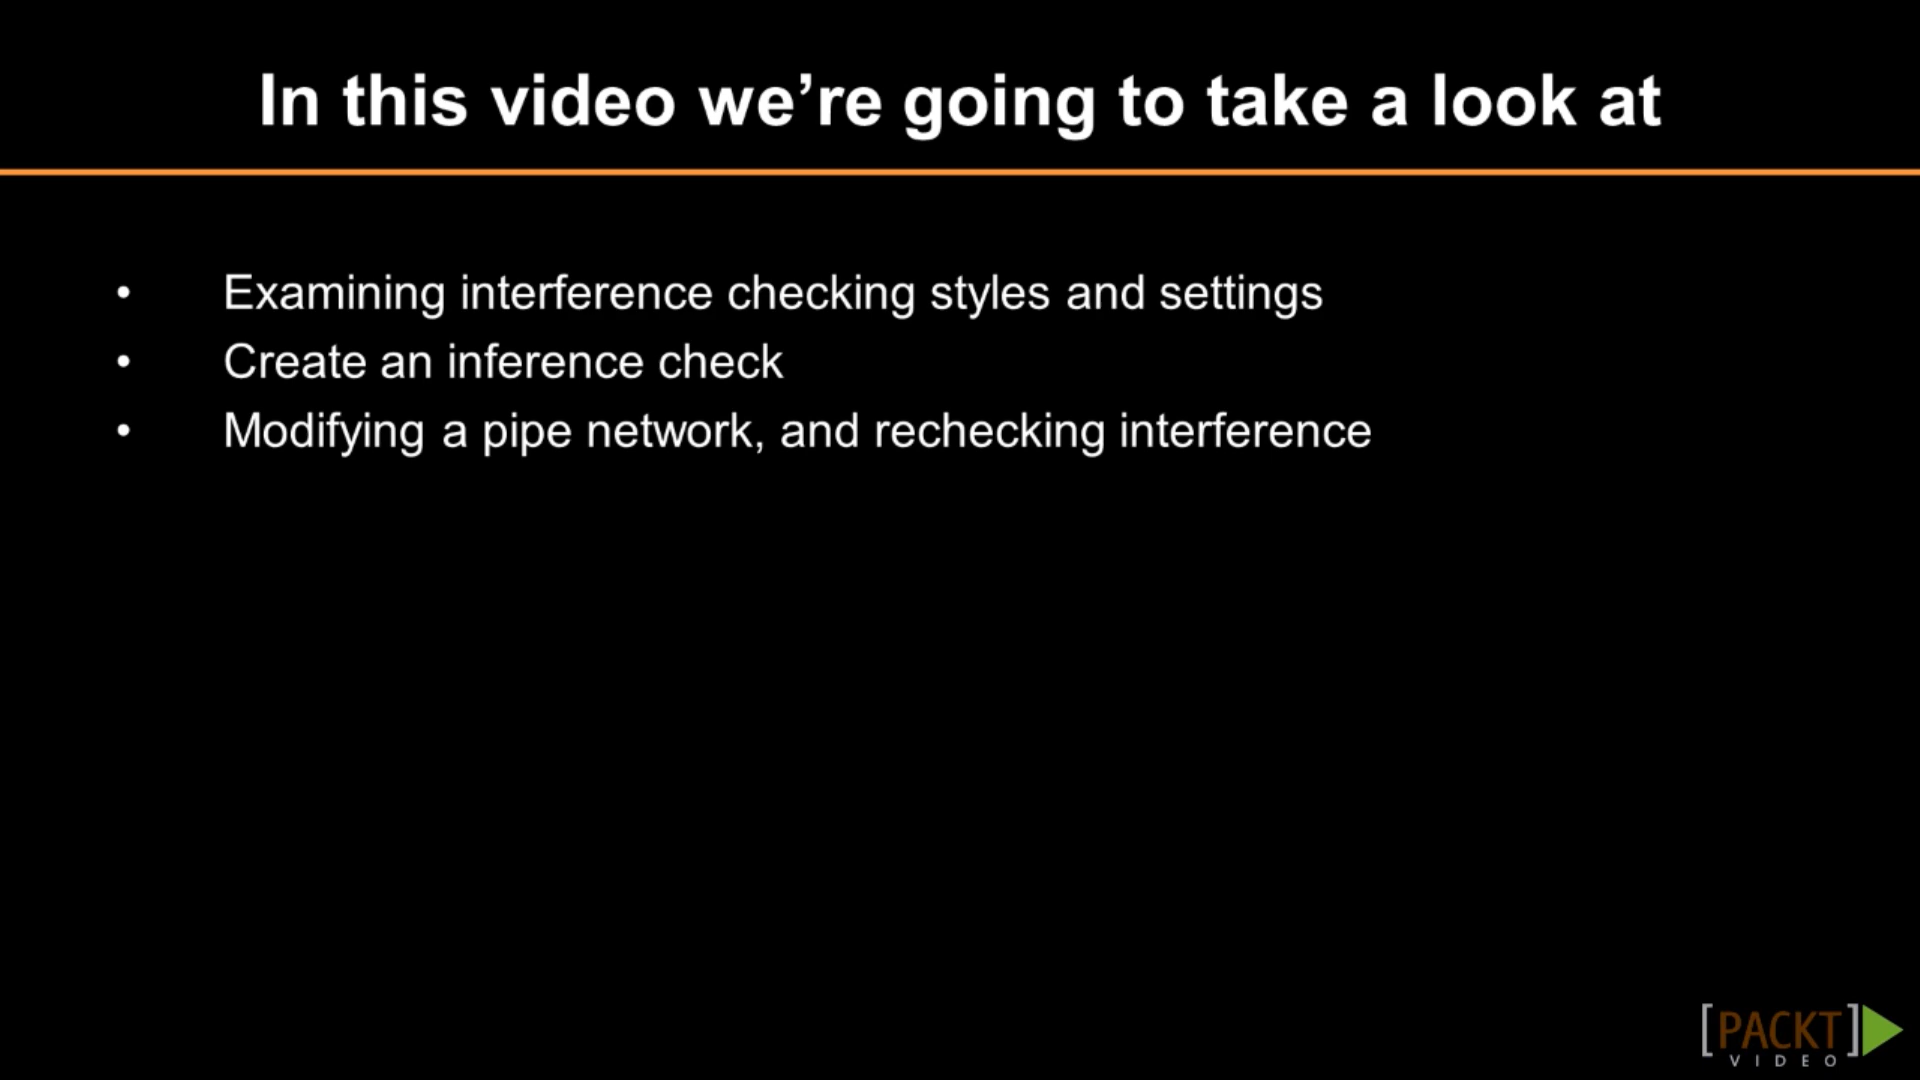 In this video we’re going to take a look at
• Examining interference checking styles and settings
• Create an inference check
• Modifying a pipe network, and rechecking interference
[PACKT]
VIDEO